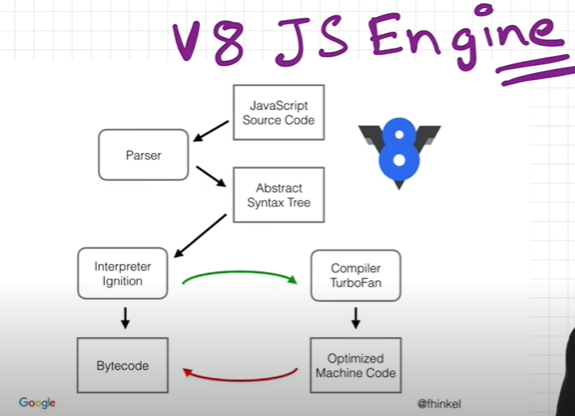 V8 JS Engine
JavaScript
Source Code
Parser
8
Abstract
Syntax Tree
Interpreter
Ignition
Compiler
TurboFan
Bytecode
Optimized
Machine Code
Google
@fhinkel